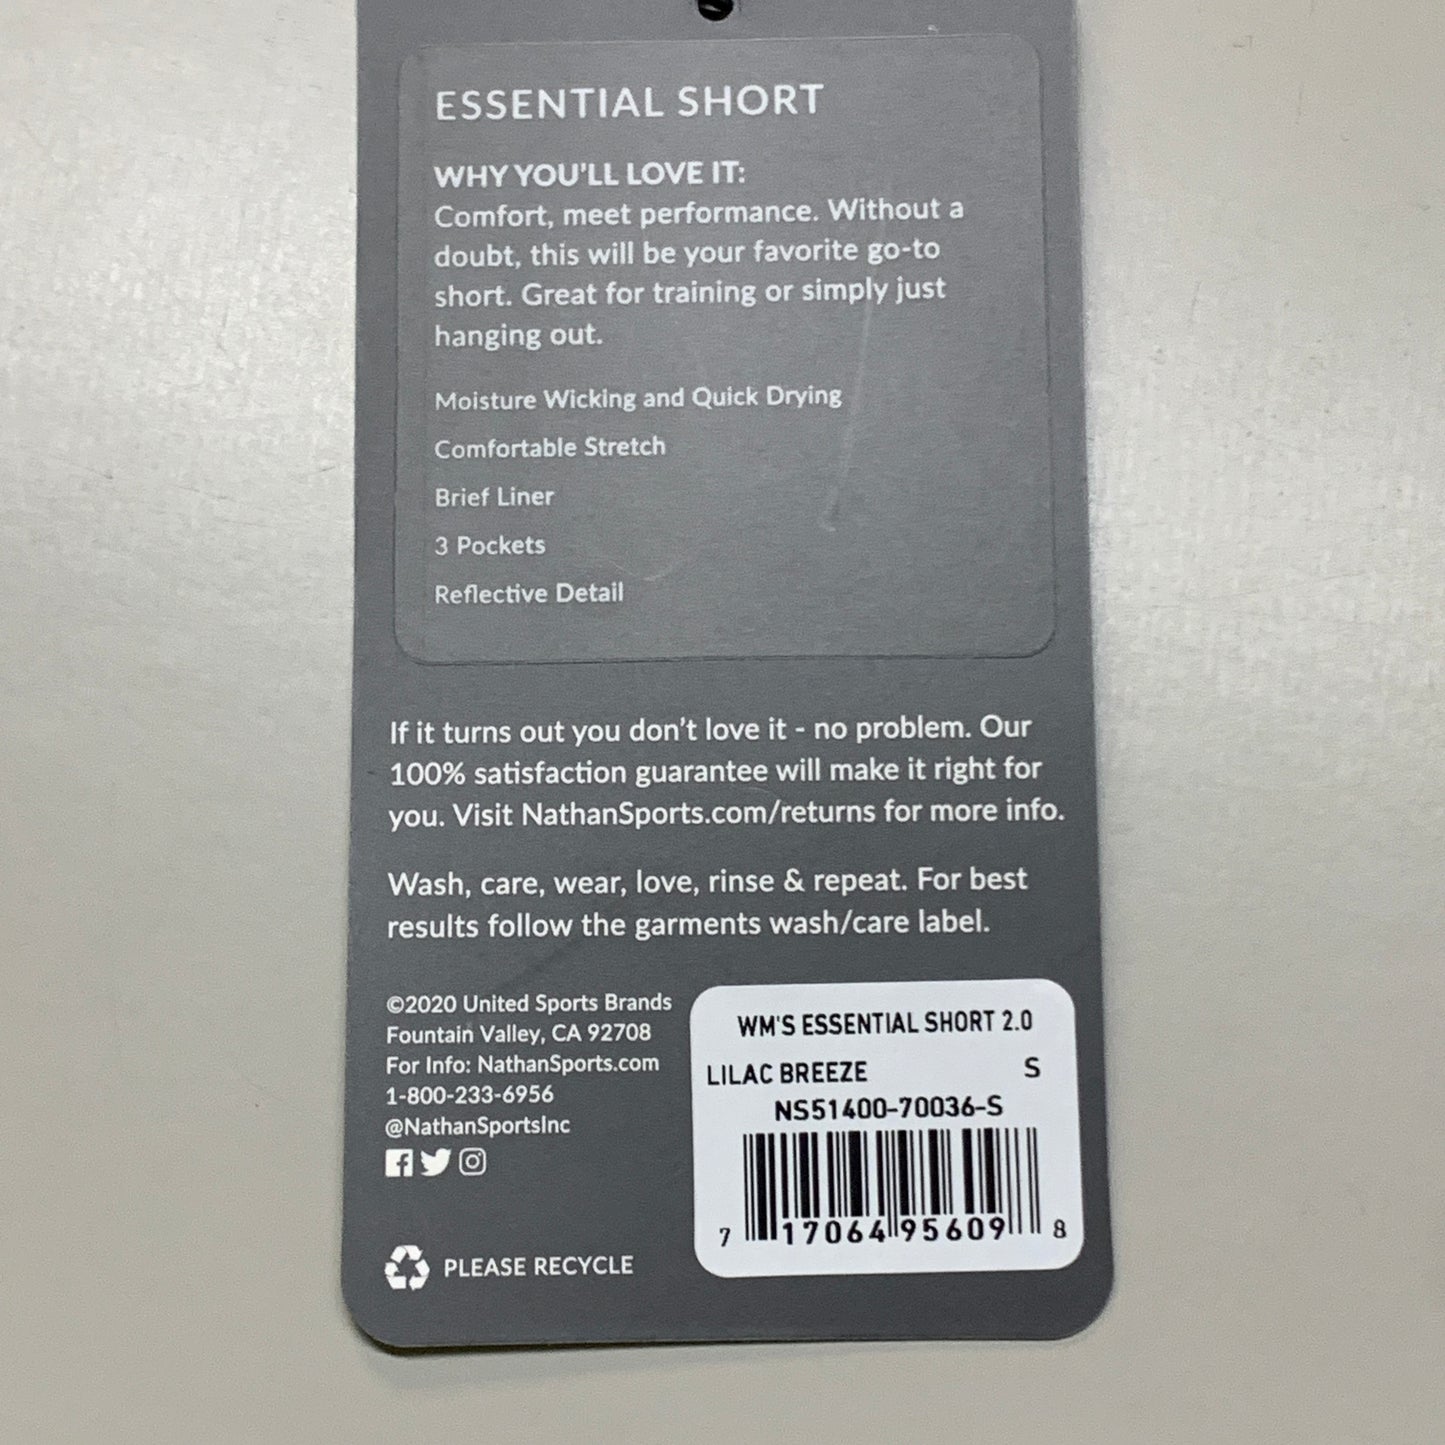 ESSENTIAL SHORT
WHY YOU'LL LOVE IT:
Comfort, meet performance. Without a
doubt, this will be your favorite go-to
short. Great for training or simply just
hanging out.
Moisture Wicking and Quick Drying
Comfortable Stretch
Brief Liner
3 Pockets
Reflective Detail
If it turns out you don't love it - no problem. Our
100% satisfaction guarantee will make it right for
you. Visit NathanSports.com/returns for more info.
Wash, care, wear, love, rinse & repeat. For best
results follow the garments wash/care label.
©2020 United Sports Brands
Fountain Valley, CA 92708
For Info: NathanSports.com
1-800-233-6956
@NathanSportsInc
PLEASE RECYCLE
WM'S ESSENTIAL SHORT 2.0
LILAC BREEZE S
NS51400-70036-S
7 17064 95609 8